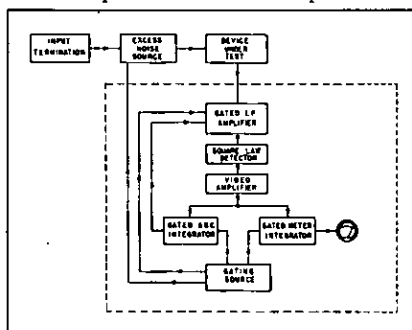 INPUT
TERMINATION
EXCESS
NOISE
SOURCE
DEVICE
UNDER
TEST
GATED I.F.
AMPLIFIER
SQUARE LAW
DETECTOR
VIDEO
AMPLIFIER
GATED AGC
INTEGRATOR
GATED METER
INTEGRATOR
GATING
SOURCE